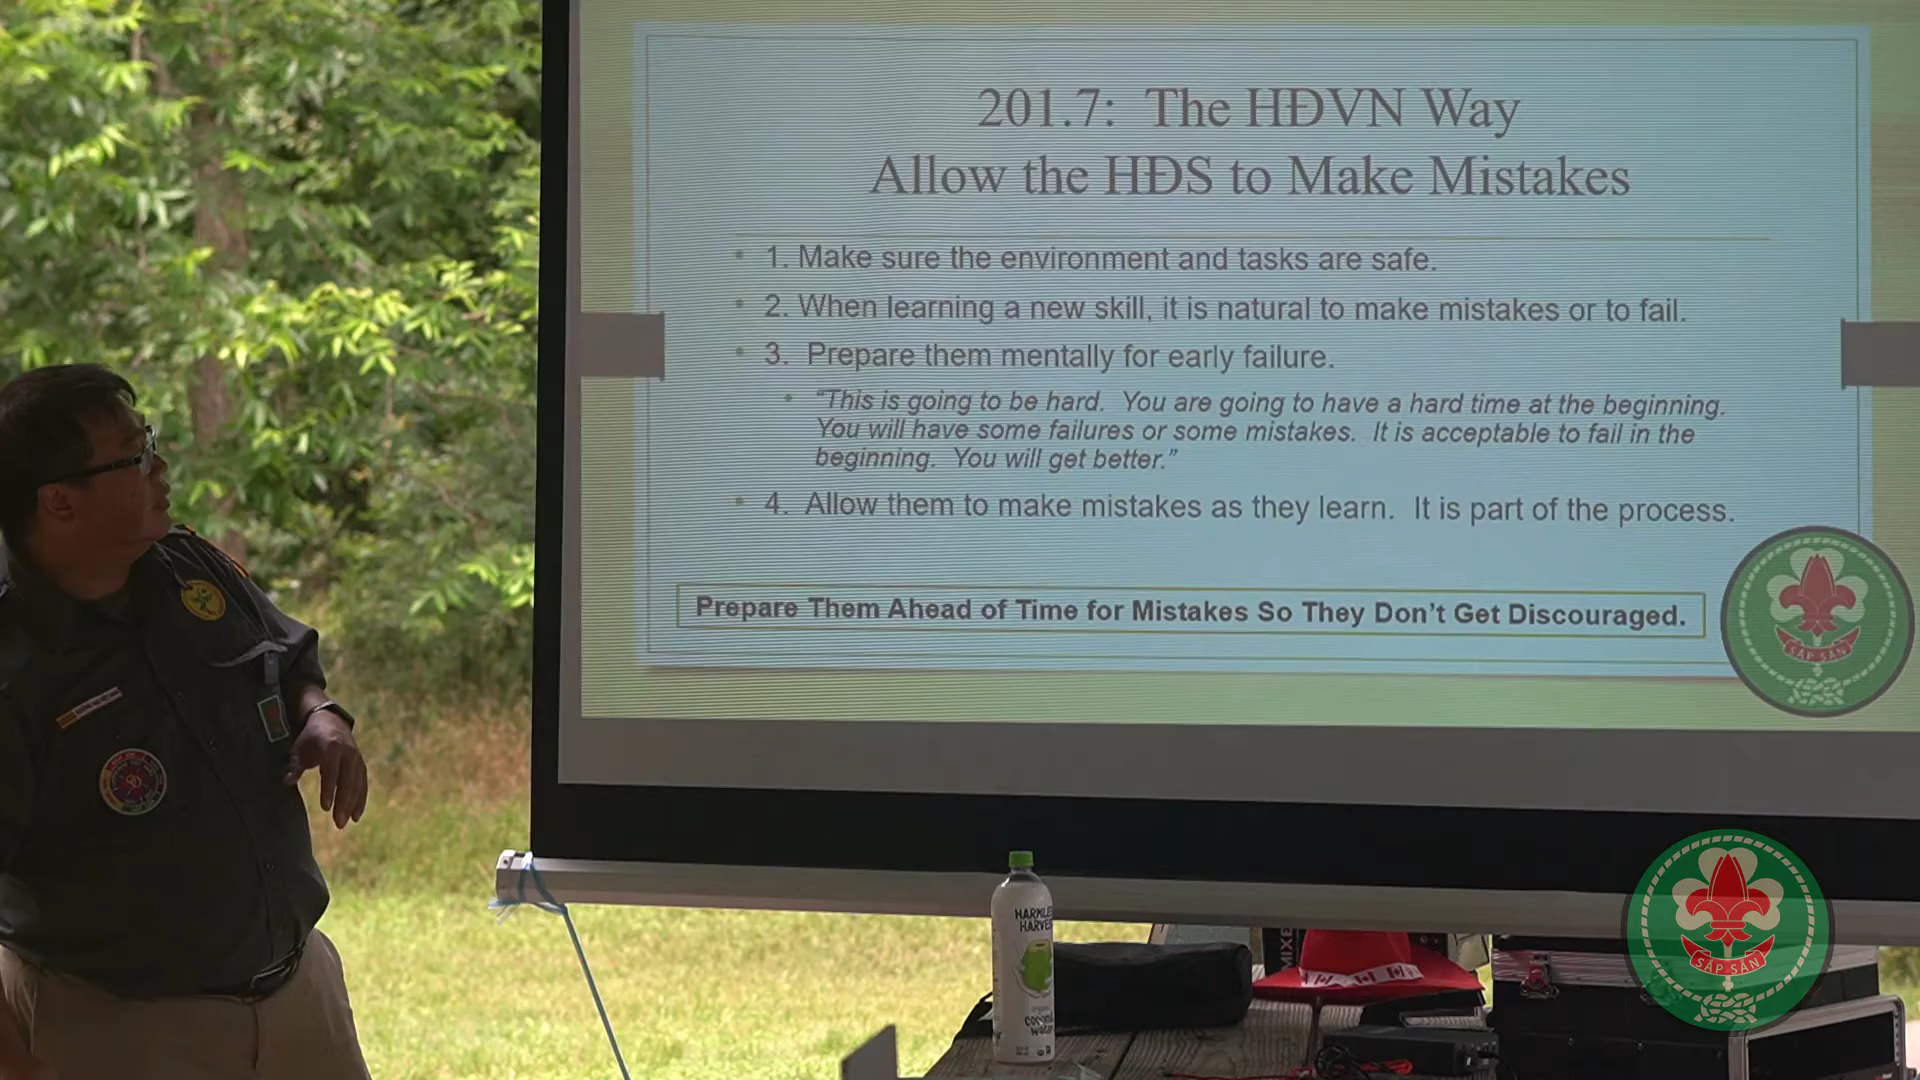 201.7: The HĐVN Way
Allow the HĐS to Make Mistakes
• 1. Make sure the environment and tasks are safe.
• 2. When learning a new skill, it is natural to make mistakes or to fail.
• 3. Prepare them mentally for early failure.
• "This is going to be hard. You are going to have a hard time at the beginning.
You will have some failures or some mistakes. It is acceptable to fail in the
beginning. You will get better."
• 4. Allow them to make mistakes as they learn. It is part of the process.
Prepare Them Ahead of Time for Mistakes So They Don't Get Discouraged.
SẮP SẴN
SẮP SẴN
HARMLE
HARVE
coconu
water
MIXE